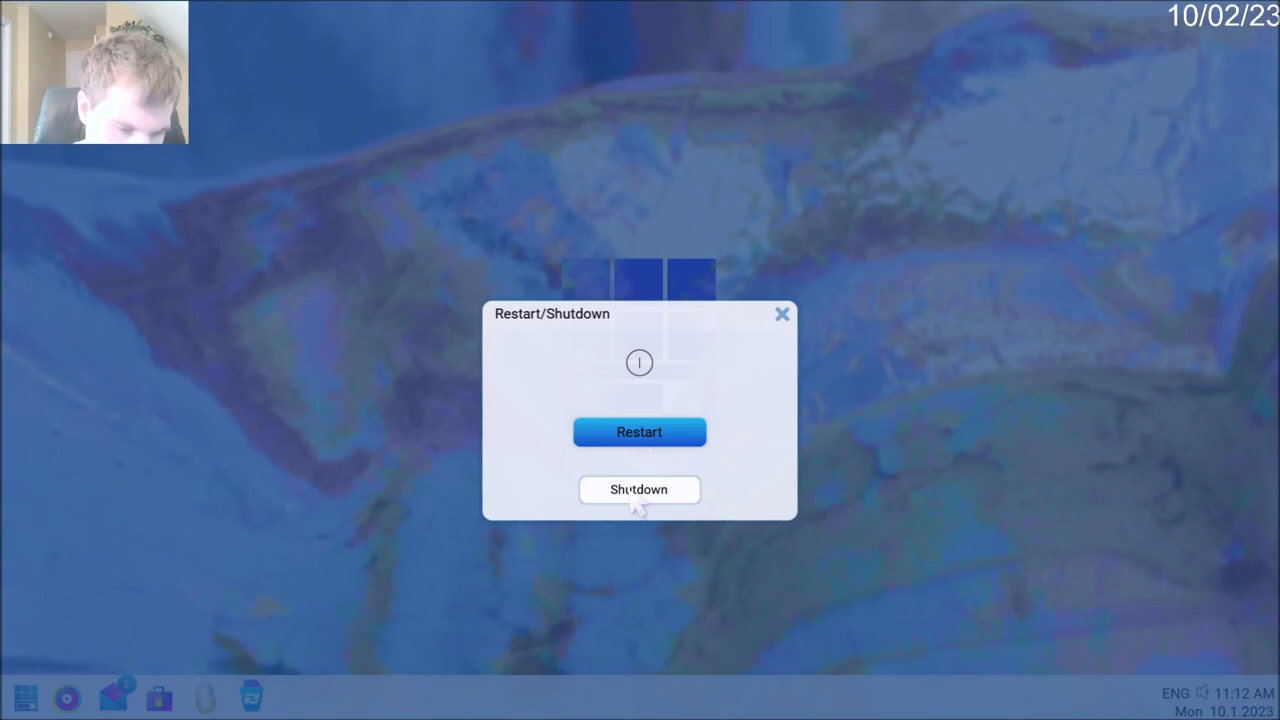 10/02/23
Restart/Shutdown
Restart
Shutdown
ENG 11:12 AM
Mon 10.1.2023